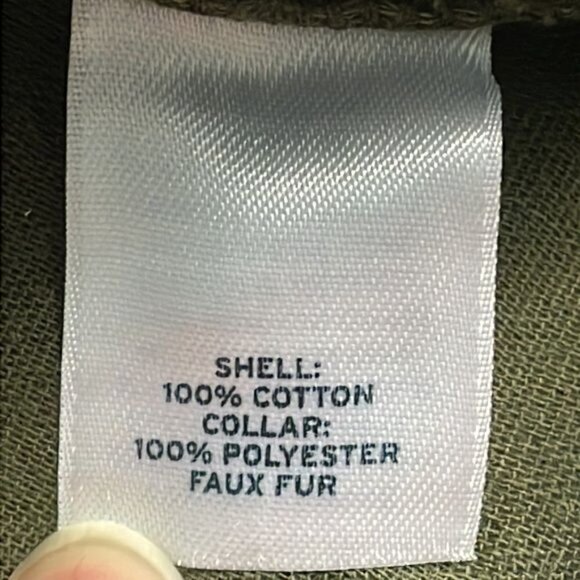 SHELL:
100% COTTON
COLLAR:
100% POLYESTER
FAUX FUR